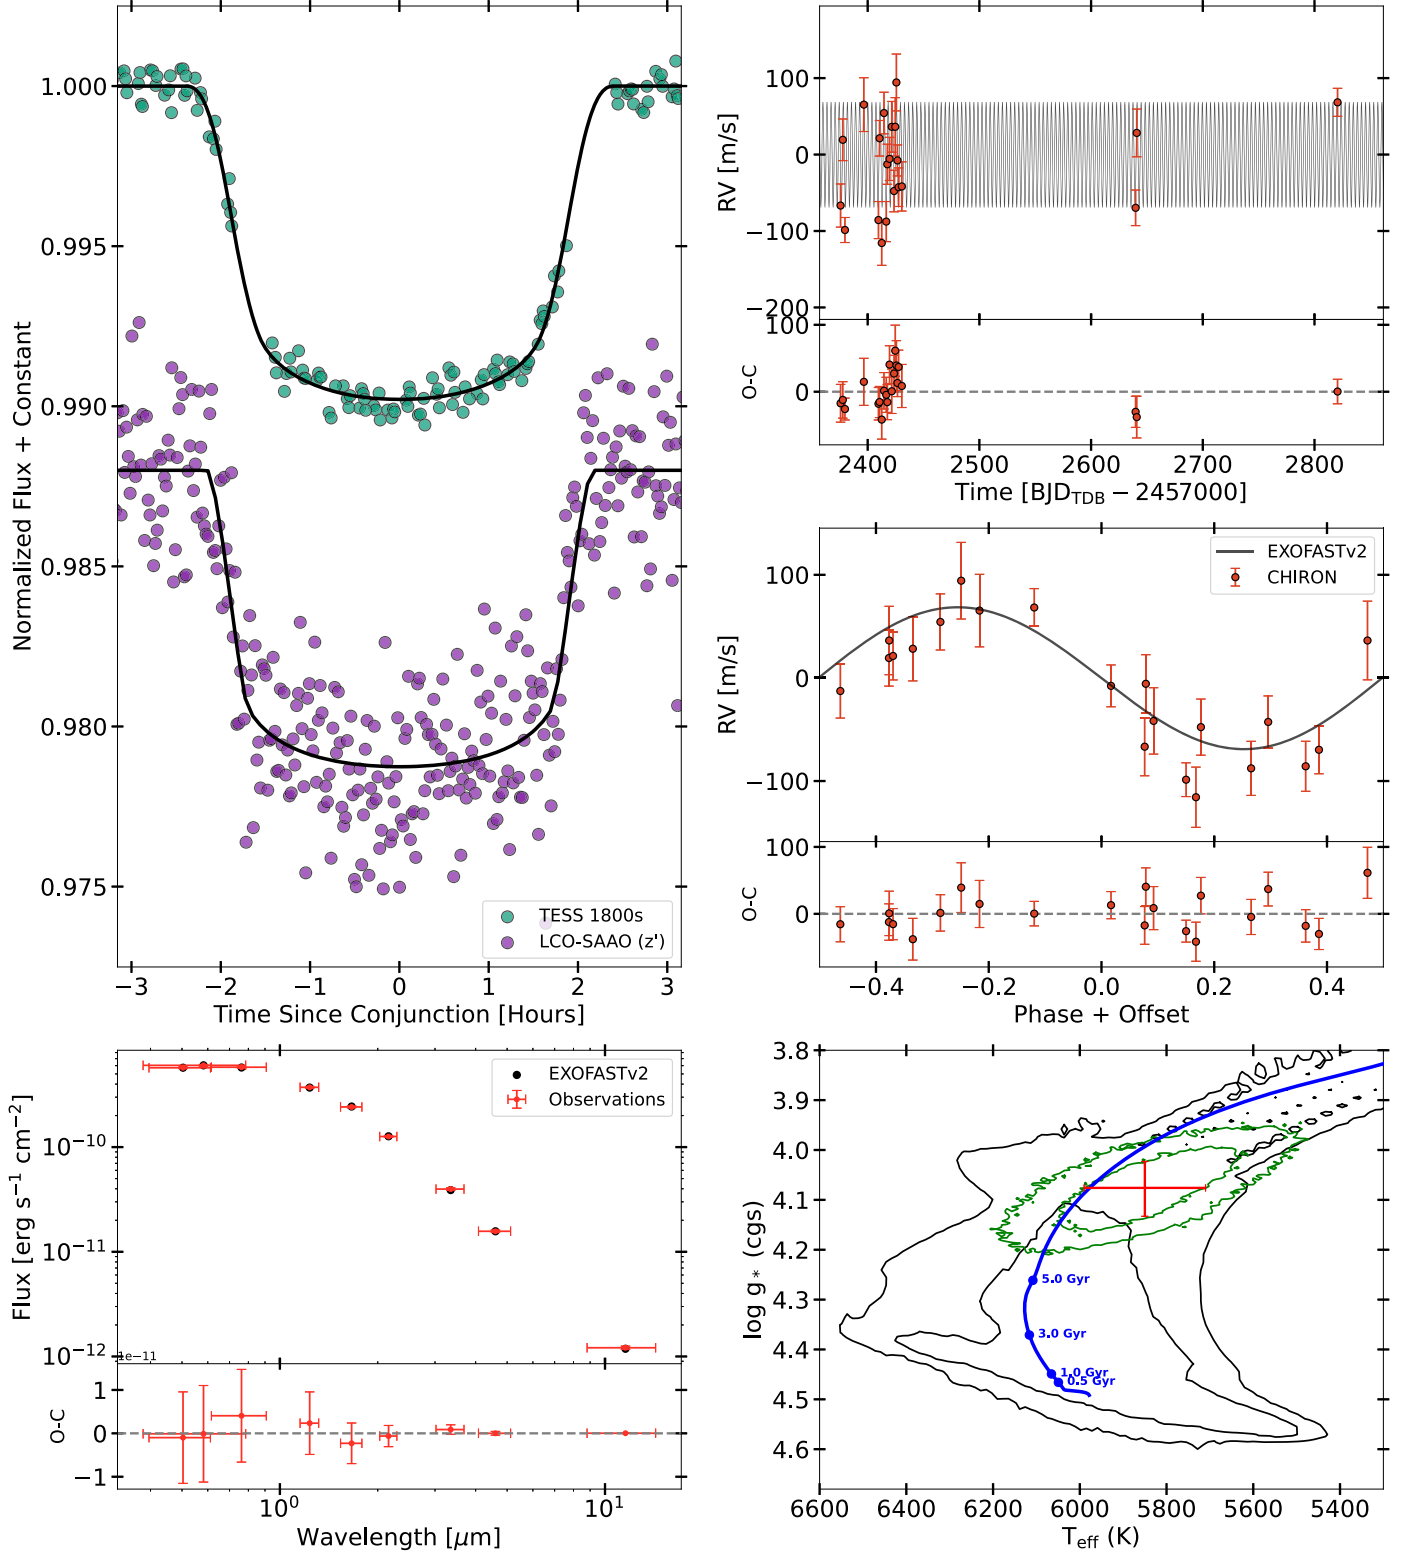 1.000
0.995
0.990
0.985
0.980
0.975
Normalized Flux + Constant
TESS 1800s
LCO-SAAO (z')
−3 −2 −1 0 1 2 3
Time Since Conjunction [Hours]
100
0
−100
−200
RV [m/s]
100
0
O-C
2400 2500 2600 2700 2800
Time [BJD_TDB − 2457000]
EXOFASTv2
CHIRON
100
0
−100
RV [m/s]
100
0
O-C
−0.4 −0.2 0.0 0.2 0.4
Phase + Offset
10⁻¹⁰
10⁻¹¹
10⁻¹²
Flux [erg s⁻¹ cm⁻²]
EXOFASTv2
Observations
1e−11
1
0
−1
O-C
10⁰ 10¹
Wavelength [μm]
3.8
3.9
4.0
4.1
4.2
4.3
4.4
4.5
4.6
log g* (cgs)
5.0 Gyr
3.0 Gyr
1.0 Gyr
0.5 Gyr
6600 6400 6200 6000 5800 5600 5400
T_eff (K)